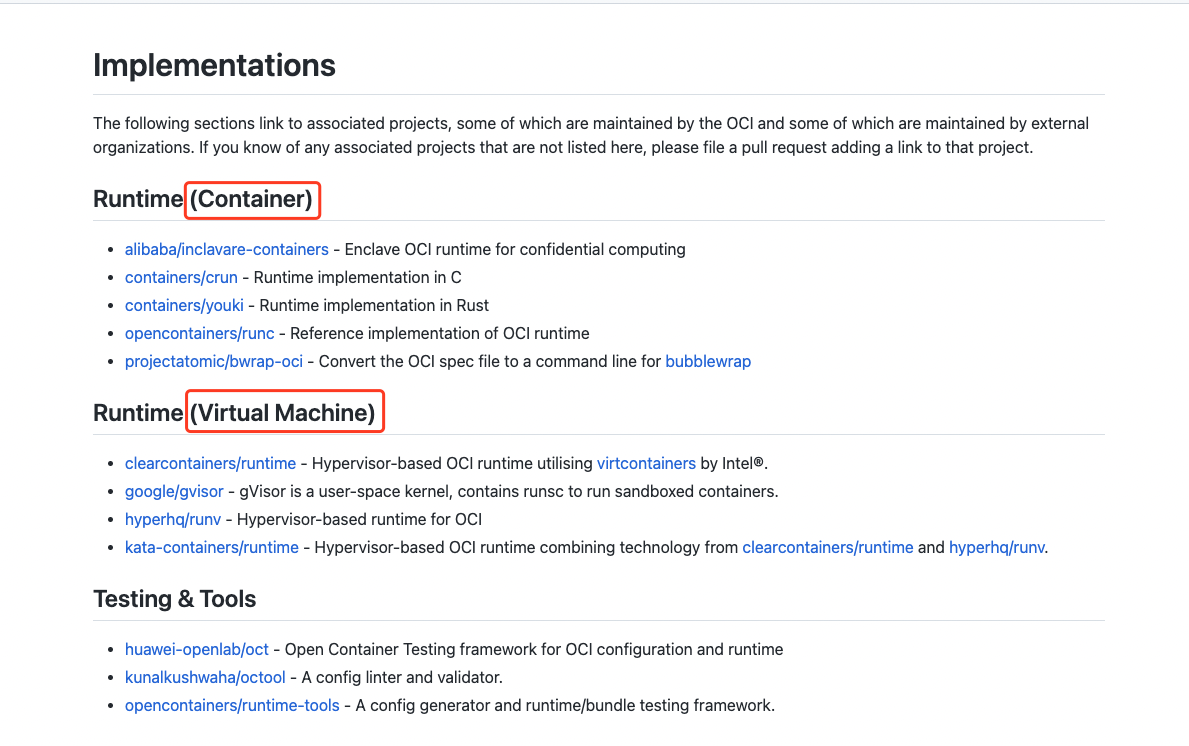 Implementations
The following sections link to associated projects, some of which are maintained by the OCI and some of which are maintained by external
organizations. If you know of any associated projects that are not listed here, please file a pull request adding a link to that project.
Runtime (Container)
• alibaba/inclavare-containers - Enclave OCI runtime for confidential computing
• containers/crun - Runtime implementation in C
• containers/youki - Runtime implementation in Rust
• opencontainers/runc - Reference implementation of OCI runtime
• projectatomic/bwrap-oci - Convert the OCI spec file to a command line for bubblewrap
Runtime (Virtual Machine)
• clearcontainers/runtime - Hypervisor-based OCI runtime utilising virtcontainers by Intel®.
• google/gvisor - gVisor is a user-space kernel, contains runsc to run sandboxed containers.
• hyperhq/runv - Hypervisor-based runtime for OCI
• kata-containers/runtime - Hypervisor-based OCI runtime combining technology from clearcontainers/runtime and hyperhq/runv.
Testing & Tools
• huawei-openlab/oct - Open Container Testing framework for OCI configuration and runtime
• kunalkushwaha/octool - A config linter and validator.
• opencontainers/runtime-tools - A config generator and runtime/bundle testing framework.